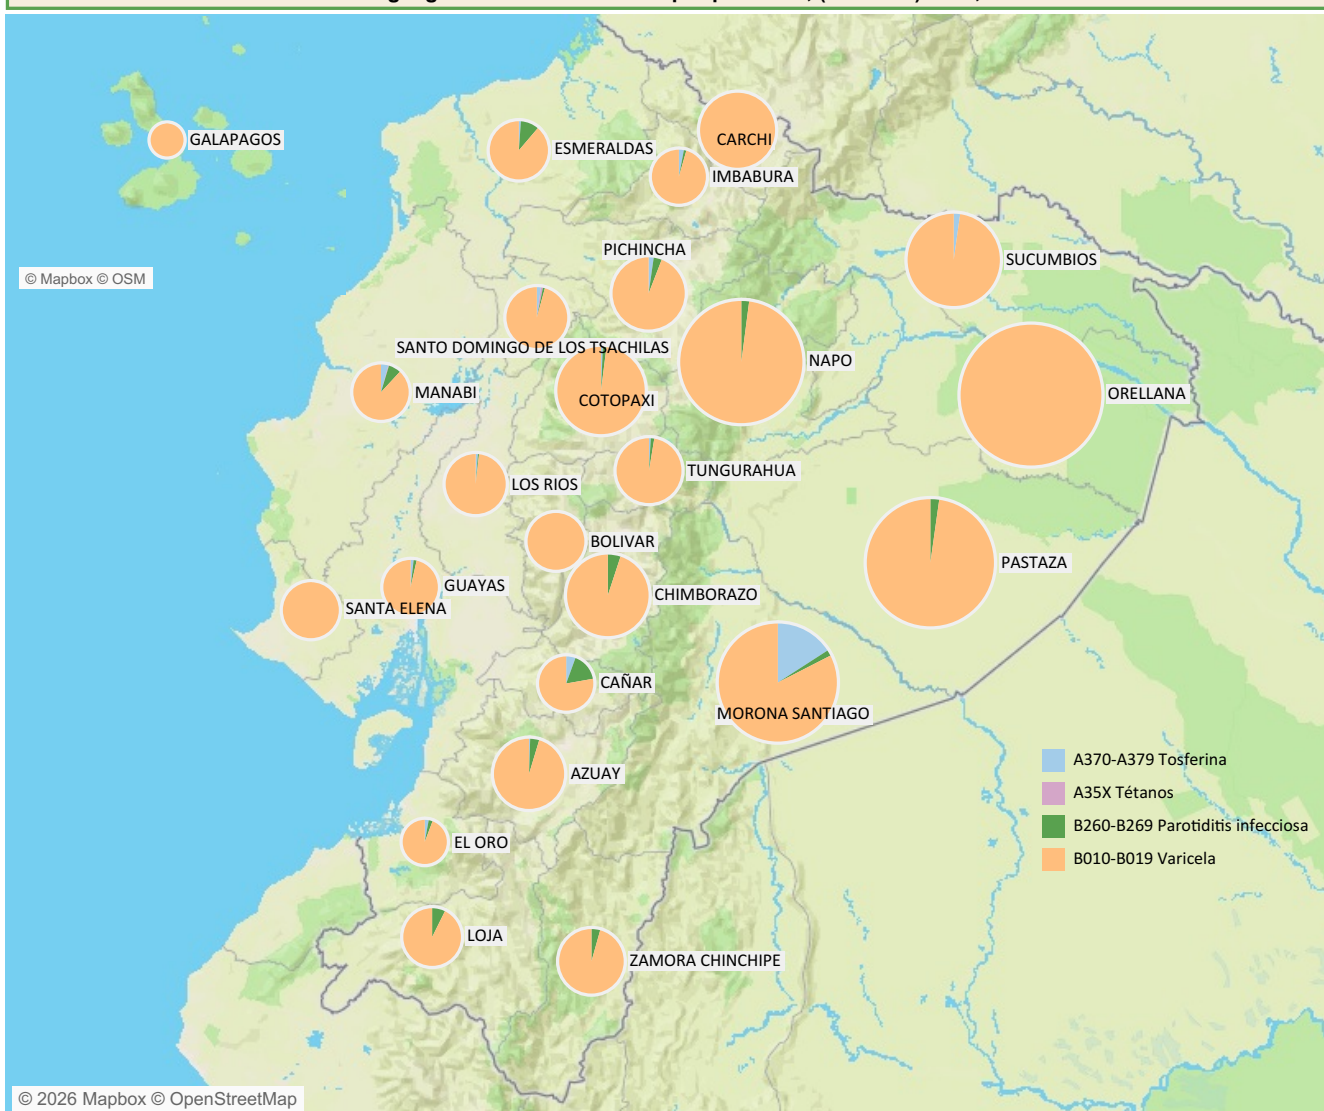 GALAPAGOS
ESMERALDAS
CARCHI
IMBABURA
PICHINCHA
SUCUMBIOS
© Mapbox © OSM
SANTO DOMINGO DE LOS TSACHILAS
NAPO
MANABI
COTOPAXI
ORELLANA
TUNGURAHUA
LOS RIOS
BOLIVAR
PASTAZA
GUAYAS
CHIMBORAZO
SANTA ELENA
CAÑAR
MORONA SANTIAGO
AZUAY
A370-A379 Tosferina
A35X Tétanos
B260-B269 Parotiditis infecciosa
B010-B019 Varicela
EL ORO
LOJA
ZAMORA CHINCHIPE
© 2026 Mapbox © OpenStreetMap